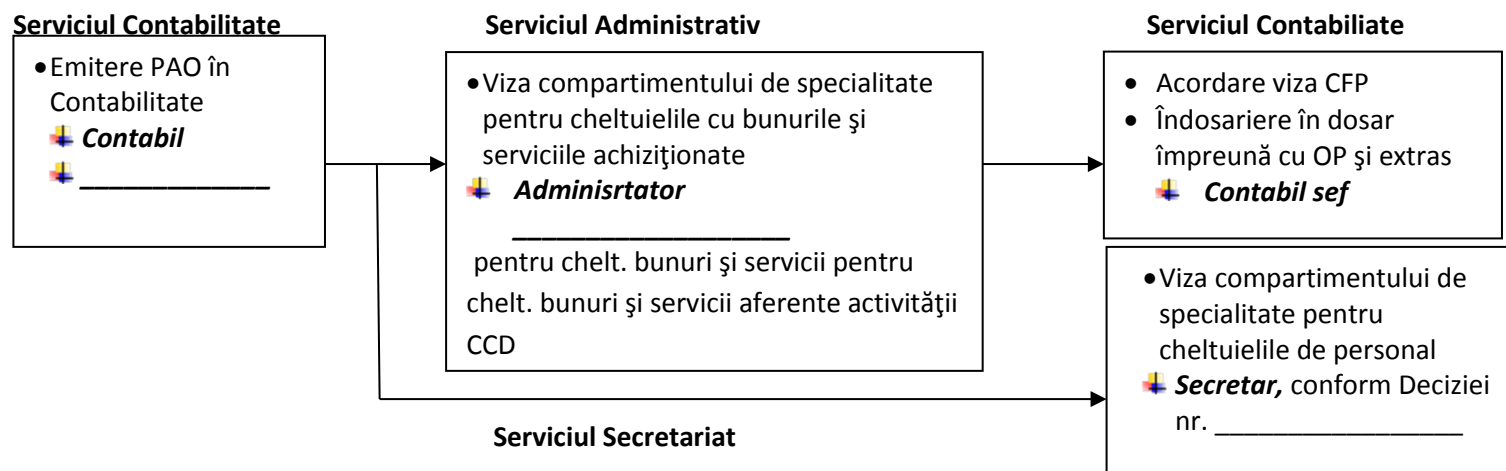 Serviciul Contabilitate
•Emitere PAO în
Contabilitate
Contabil
_____________
Serviciul Administrativ
•Viza compartimentului de specialitate
pentru cheltuielile cu bunurile şi
serviciile achiziţionate
Adminisrtator
___________________
pentru chelt. bunuri şi servicii pentru
chelt. bunuri şi servicii aferente activităţii
CCD
Serviciul Contabiliate
• Acordare viza CFP
• Îndosariere în dosar
împreună cu OP şi extras
Contabil sef
•Viza compartimentului de
specialitate pentru
cheltuielile de personal
Secretar, conform Deciziei
nr. _________________
Serviciul Secretariat